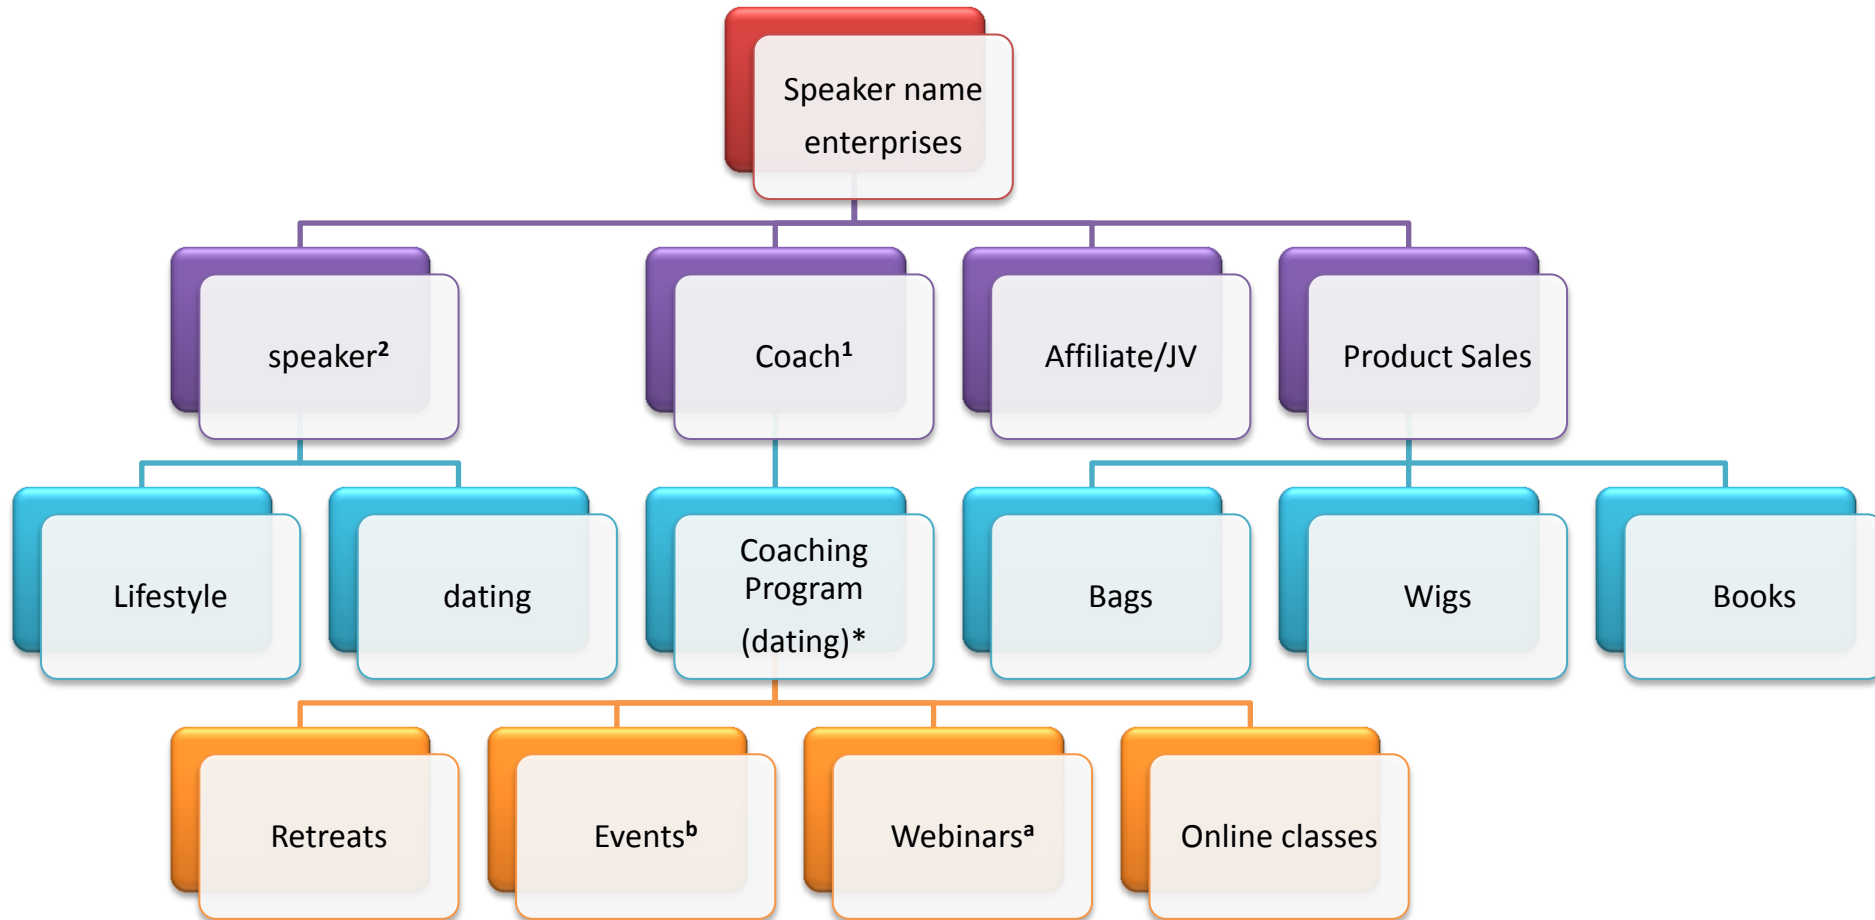 Speaker name
enterprises
speaker²
Coach¹
Affiliate/JV
Product Sales
Lifestyle
dating
Coaching
Program
(dating)*
Bags
Wigs
Books
Retreats
Eventsᵇ
Webinarsᵃ
Online classes